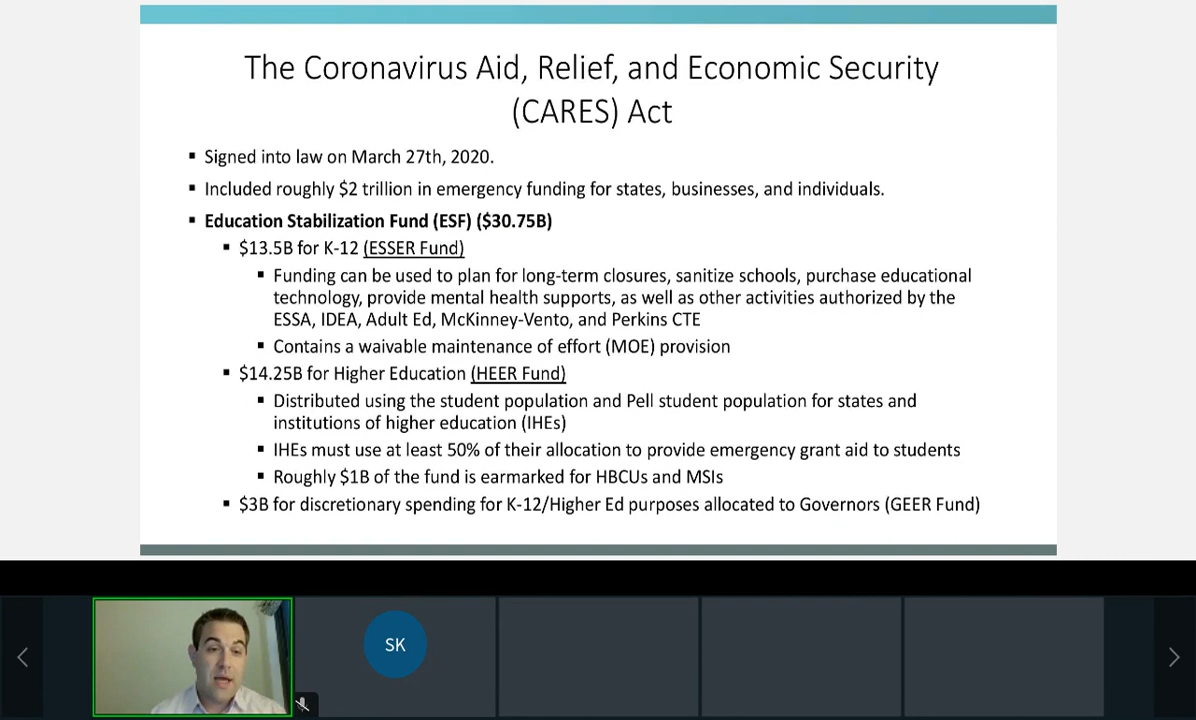 The Coronavirus Aid, Relief, and Economic Security
(CARES) Act
▪ Signed into law on March 27th, 2020.
▪ Included roughly $2 trillion in emergency funding for states, businesses, and individuals.
▪ Education Stabilization Fund (ESF) ($30.75B)
▪ $13.5B for K-12 (ESSER Fund)
▪ Funding can be used to plan for long-term closures, sanitize schools, purchase educational
technology, provide mental health supports, as well as other activities authorized by the
ESSA, IDEA, Adult Ed, McKinney-Vento, and Perkins CTE
▪ Contains a waivable maintenance of effort (MOE) provision
▪ $14.25B for Higher Education (HEER Fund)
▪ Distributed using the student population and Pell student population for states and
institutions of higher education (IHEs)
▪ IHEs must use at least 50% of their allocation to provide emergency grant aid to students
▪ Roughly $1B of the fund is earmarked for HBCUs and MSIs
▪ $3B for discretionary spending for K-12/Higher Ed purposes allocated to Governors (GEER Fund)
SK